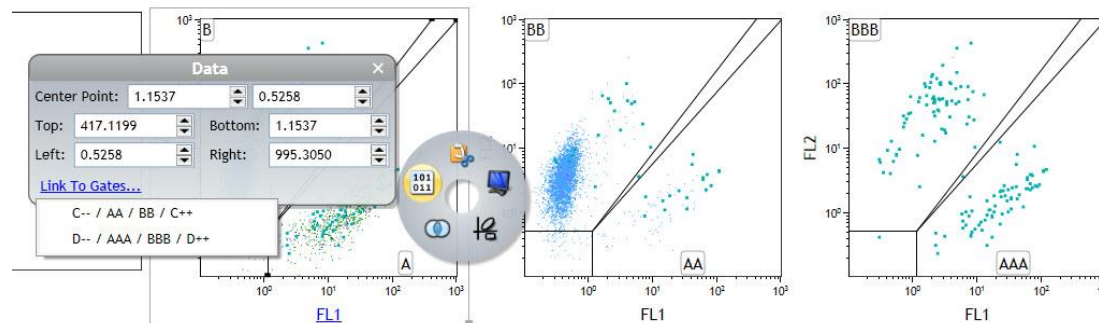 B
10³
Data
Center Point: 1.1537 0.5258
Top: 417.1199 Bottom: 1.1537
Left: 0.5258 Right: 995.3050
Link To Gates...
C-- / AA / BB / C++
D-- / AAA / BBB / D++
101
011
A
10⁰ 10¹ 10² 10³
FL1
BB
10³
10²
10¹
10⁰
AA
10⁰ 10¹ 10² 10³
FL1
BBB
10³
10²
FL2
10¹
10⁰
AAA
10⁰ 10¹ 10² 10
FL1